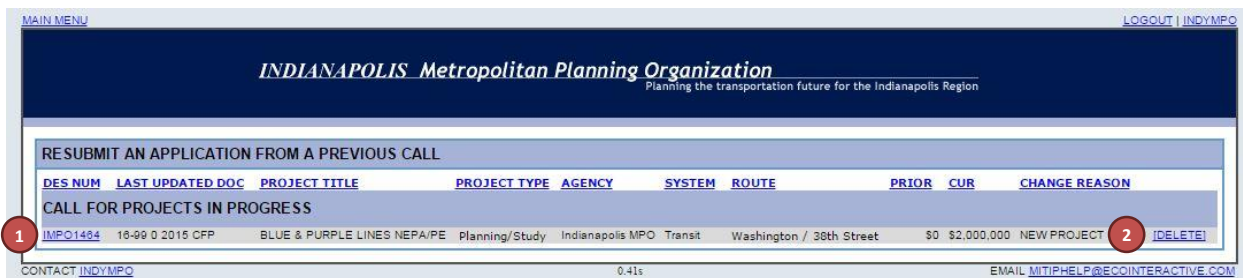 MAIN MENU LOGOUT | INDYMPO
INDIANAPOLIS Metropolitan Planning Organization
Planning the transportation future for the Indianapolis Region
RESUBMIT AN APPLICATION FROM A PREVIOUS CALL
DES NUM LAST UPDATED DOC PROJECT TITLE PROJECT TYPE AGENCY SYSTEM ROUTE PRIOR CUR CHANGE REASON
CALL FOR PROJECTS IN PROGRESS
1 IMPO1464 16-99 0 2015 CFP BLUE & PURPLE LINES NEPA/PE Planning/Study Indianapolis MPO Transit Washington / 38th Street $0 $2,000,000 NEW PROJECT 2 [DELETE]
CONTACT INDYMPO 0.41s EMAIL MITIPHELP@ECOINTERACTIVE.COM